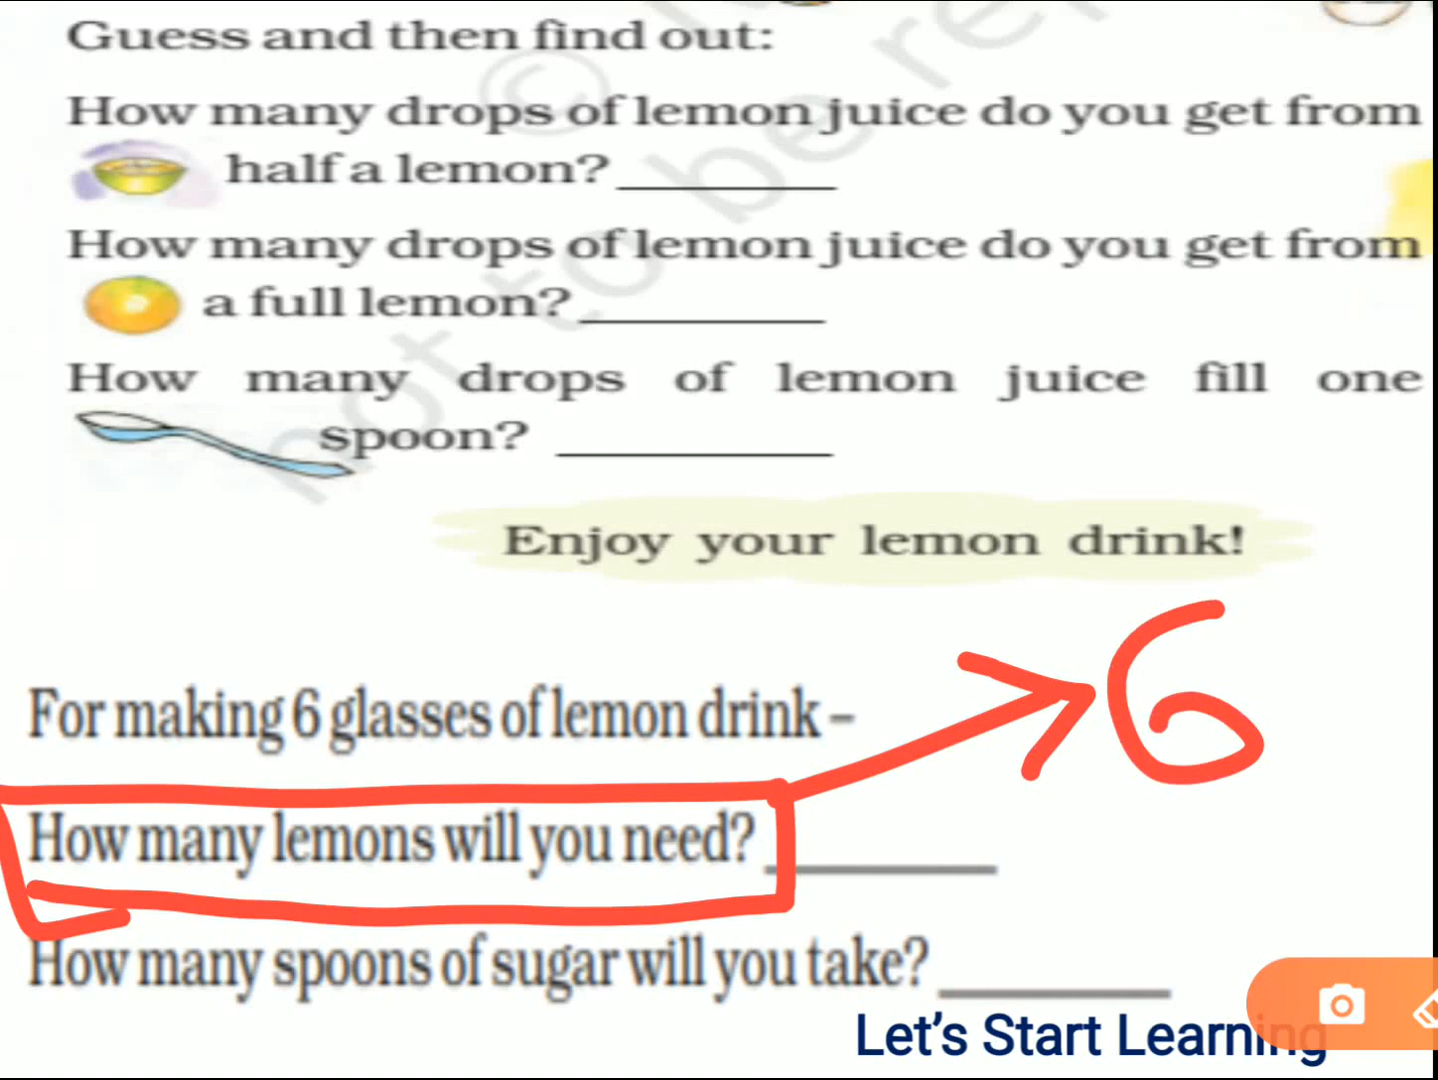 Guess and then find out:
How many drops of lemon juice do you get from
half a lemon?
How many drops of lemon juice do you get from
a full lemon?
How many drops of lemon juice fill one
spoon?
Enjoy your lemon drink!
For making 6 glasses of lemon drink –
6
How many lemons will you need?
How many spoons of sugar will you take?
Let's Start Learning